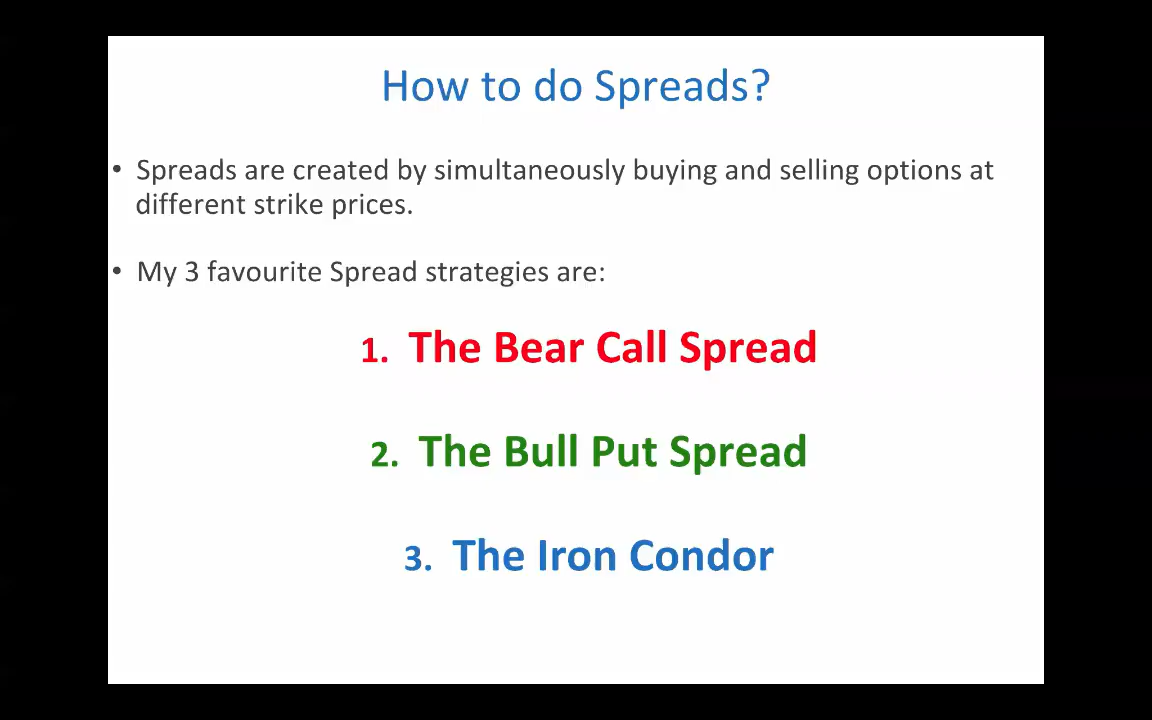 How to do Spreads?
• Spreads are created by simultaneously buying and selling options at
different strike prices.
• My 3 favourite Spread strategies are:
1. The Bear Call Spread
2. The Bull Put Spread
3. The Iron Condor